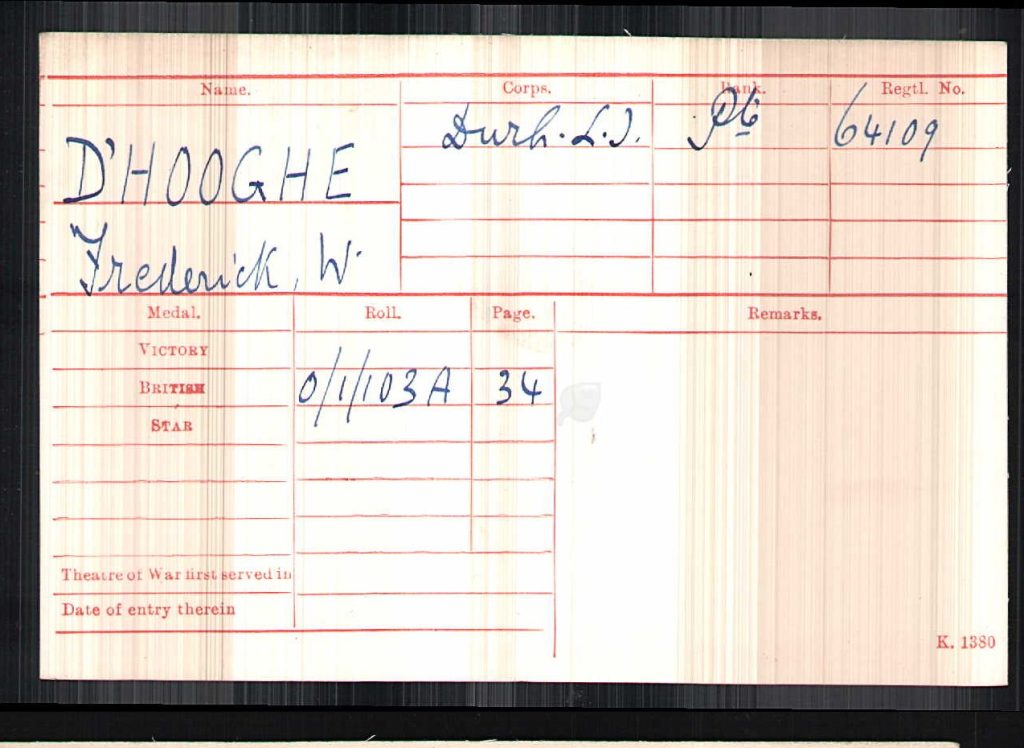 Name. Corps. Rank. Regtl. No.
D'HOOGHE Durh. L.I. Pte 64109
Frederick, W.
Medal. Roll. Page. Remarks.
VICTORY
BRITISH O/1/103A 34
STAR
Theatre of War first served in
Date of entry therein
K. 1380